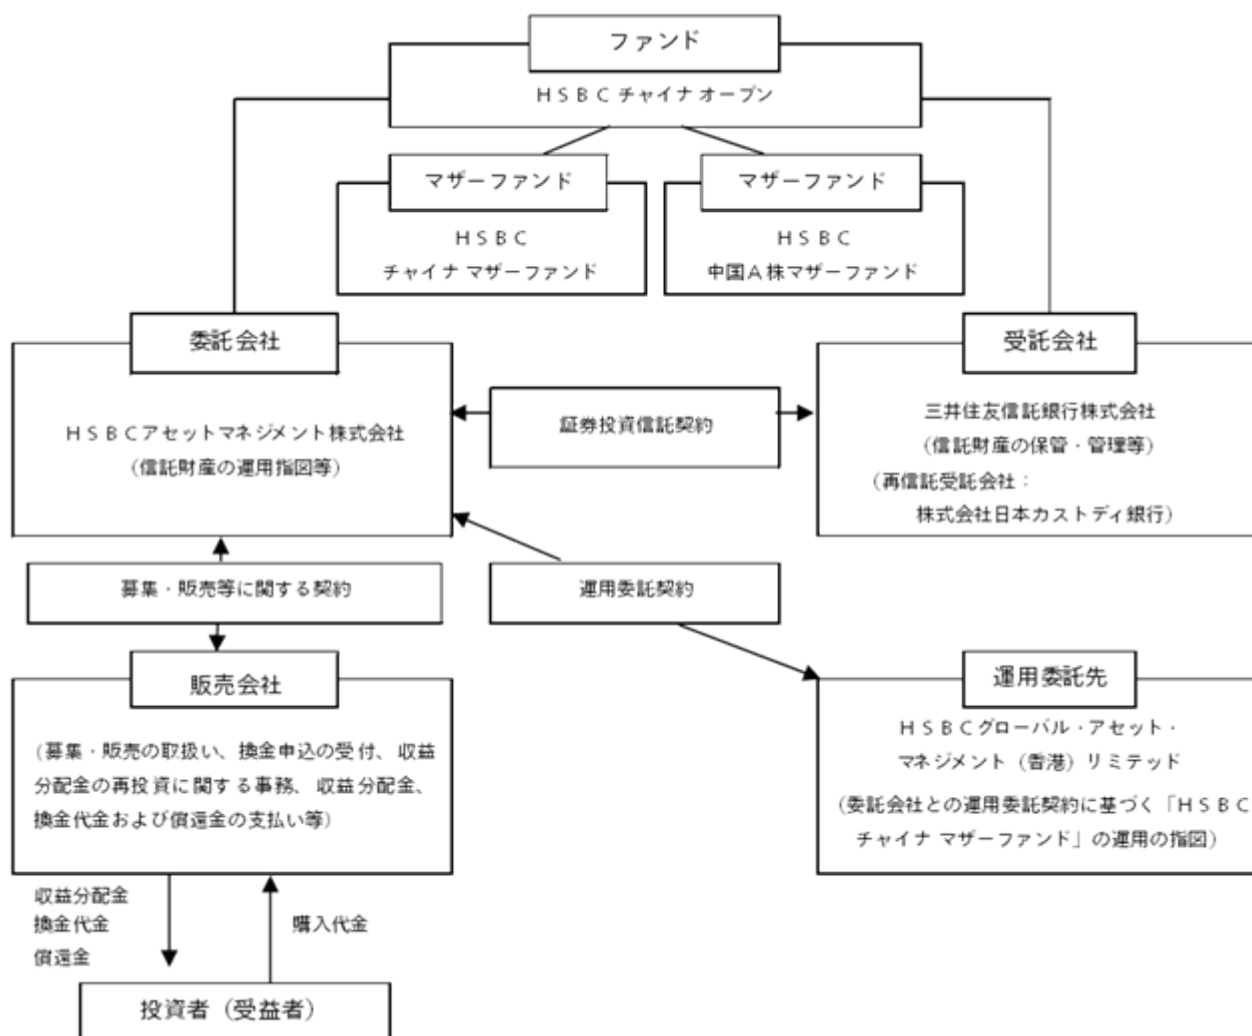 ファンド
HSBC チャイナ オープン
マザーファンド
HSBC
チャイナ マザーファンド
マザーファンド
HSBC
中国A株マザーファンド
委託会社
HSBCアセットマネジメント株式会社
(信託財産の運用指図等)
証券投資信託契約
受託会社
三井住友信託銀行株式会社
(信託財産の保管・管理等)
(再信託受託会社:
株式会社日本カストディ銀行)
募集・販売等に関する契約
運用委託契約
販売会社
(募集・販売の取扱い、換金申込の受付、収益
分配金の再投資に関する事務、収益分配金、
換金代金および償還金の支払い等)
運用委託先
HSBCグローバル・アセット・
マネジメント(香港)リミテッド
(委託会社との運用委託契約に基づく「HSBC
チャイナ マザーファンド」の運用の指図)
収益分配金
換金代金
償還金
購入代金
投資者(受益者)